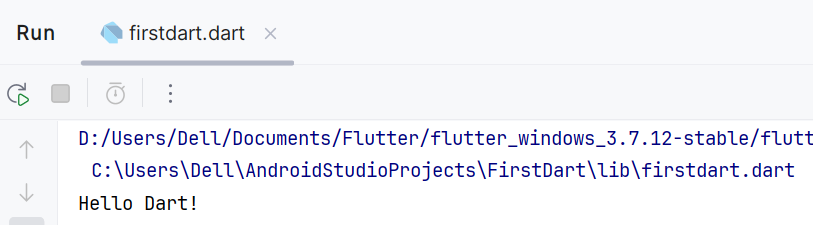 Run firstdart.dart
D:/Users/Dell/Documents/Flutter/flutter_windows_3.7.12-stable/flutt
C:\Users\Dell\AndroidStudioProjects\FirstDart\lib\firstdart.dart
Hello Dart!